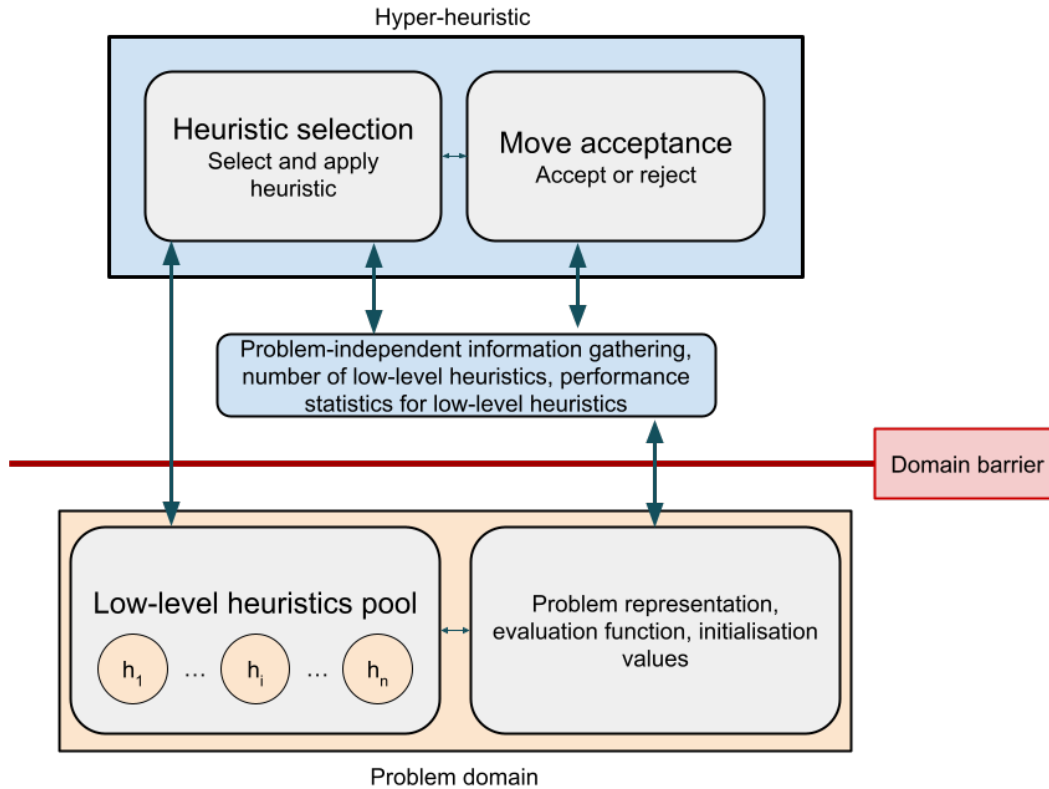 Hyper-heuristic
Heuristic selection
Select and apply
heuristic
Move acceptance
Accept or reject
Problem-independent information gathering,
number of low-level heuristics, performance
statistics for low-level heuristics
Domain barrier
Low-level heuristics pool
h₁ ... hᵢ ... hₙ
Problem representation,
evaluation function, initialisation
values
Problem domain